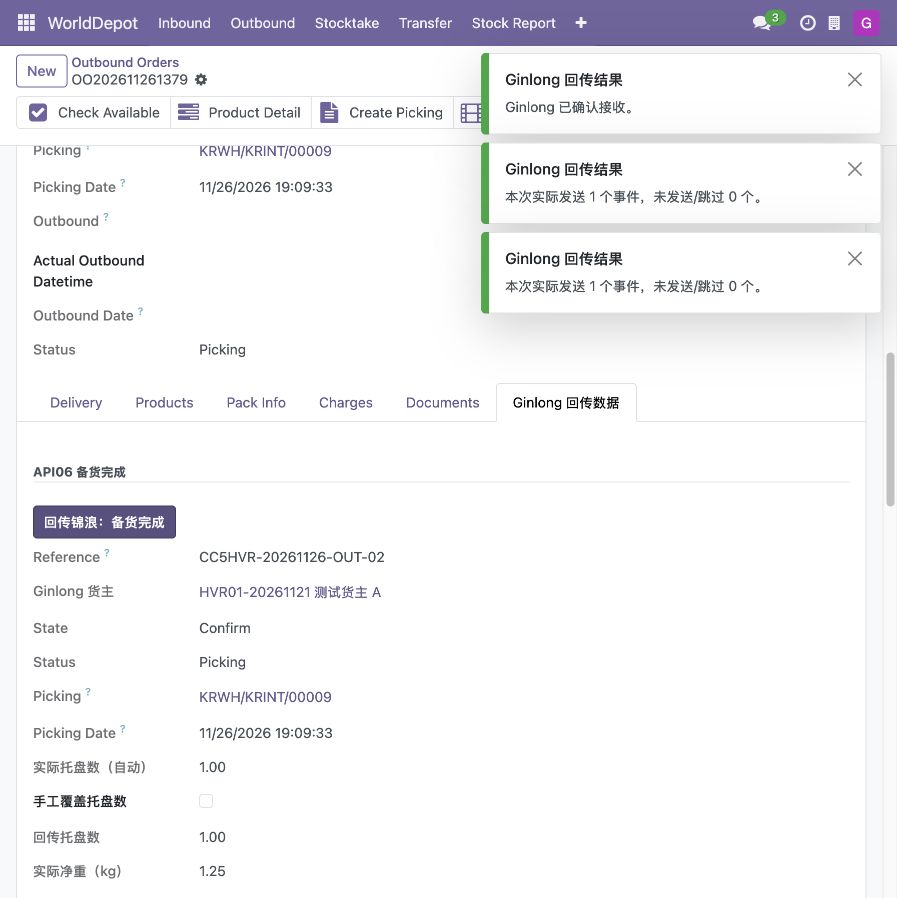 WorldDepot Inbound Outbound Stocktake Transfer Stock Report + 3 G
New Outbound Orders
OO202611261379
Check Available Product Detail Create Picking
Ginlong 回传结果
Ginlong 已确认接收。
Ginlong 回传结果
本次实际发送 1 个事件，未发送/跳过 0 个。
Ginlong 回传结果
本次实际发送 1 个事件，未发送/跳过 0 个。
Picking ? KRWH/KRINT/00009
Picking Date ? 11/26/2026 19:09:33
Outbound ?
Actual Outbound
Datetime
Outbound Date ?
Status Picking
Delivery Products Pack Info Charges Documents Ginlong 回传数据
API06 备货完成
回传锦浪：备货完成
Reference ? CC5HVR-20261126-OUT-02
Ginlong 货主 HVR01-20261121 测试货主 A
State Confirm
Status Picking
Picking ? KRWH/KRINT/00009
Picking Date ? 11/26/2026 19:09:33
实际托盘数（自动） 1.00
手工覆盖托盘数
回传托盘数 1.00
实际净重（kg） 1.25